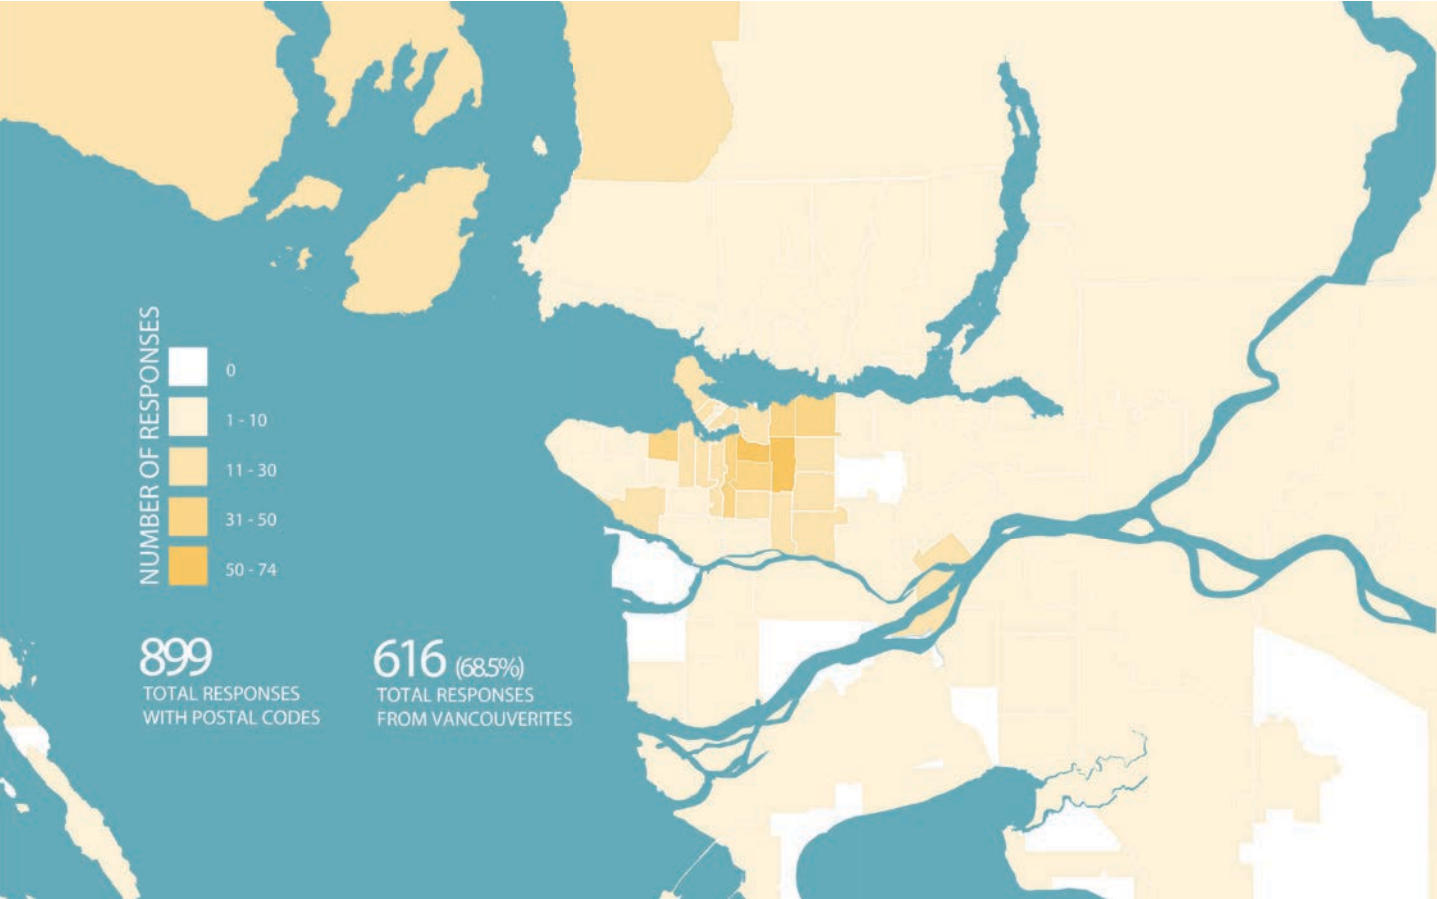 NUMBER OF RESPONSES
0
1 - 10
11 - 30
31 - 50
50 - 74
899
TOTAL RESPONSES
WITH POSTAL CODES
616 (68.5%)
TOTAL RESPONSES
FROM VANCOUVERITES